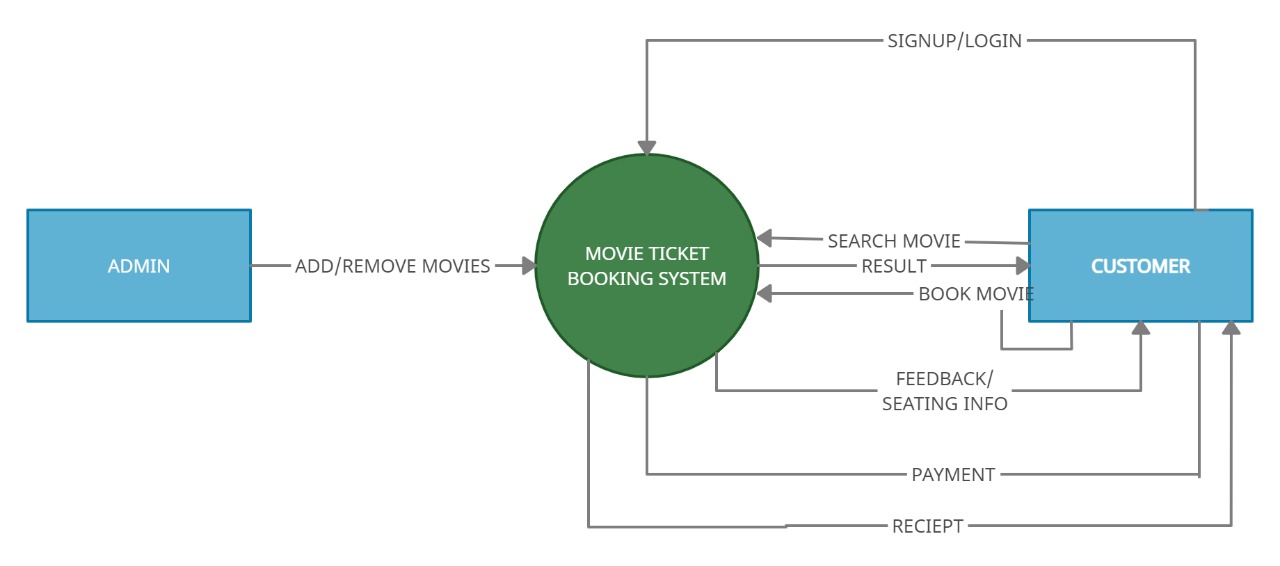 SIGNUP/LOGIN
ADMIN
ADD/REMOVE MOVIES
MOVIE TICKET
BOOKING SYSTEM
SEARCH MOVIE
RESULT
BOOK MOVIE
CUSTOMER
FEEDBACK/
SEATING INFO
PAYMENT
RECIEPT